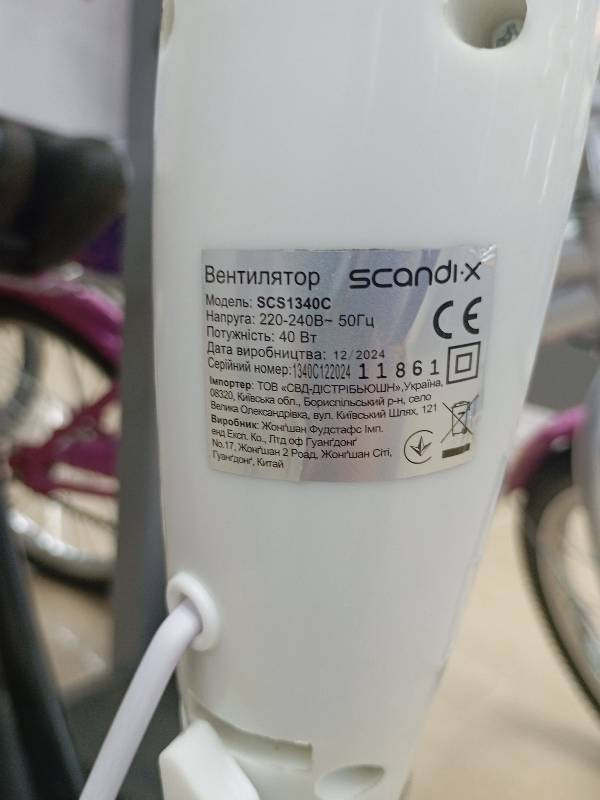 Вентилятор scandi·x
Модель: SCS1340C
Напруга: 220-240В~ 50Гц
Потужність: 40 Вт
Дата виробництва: 12/2024
Серійний номер:1340C122024 11861
CE
Імпортер: ТОВ «СВД-ДІСТРІБЬЮШН»,Україна,
08320, Київська обл., Бориспільський р-н, село
Велика Олександрівка, вул. Київський Шлях, 121
Виробник: Жонґшан Фудстафс Імп.
ендЕксп. Ко., Лтд оф Гуанґдонґ
No.17, Жонґшан 2 Роад, Жонґшан Сіті,
Гуанґдонґ, Китай